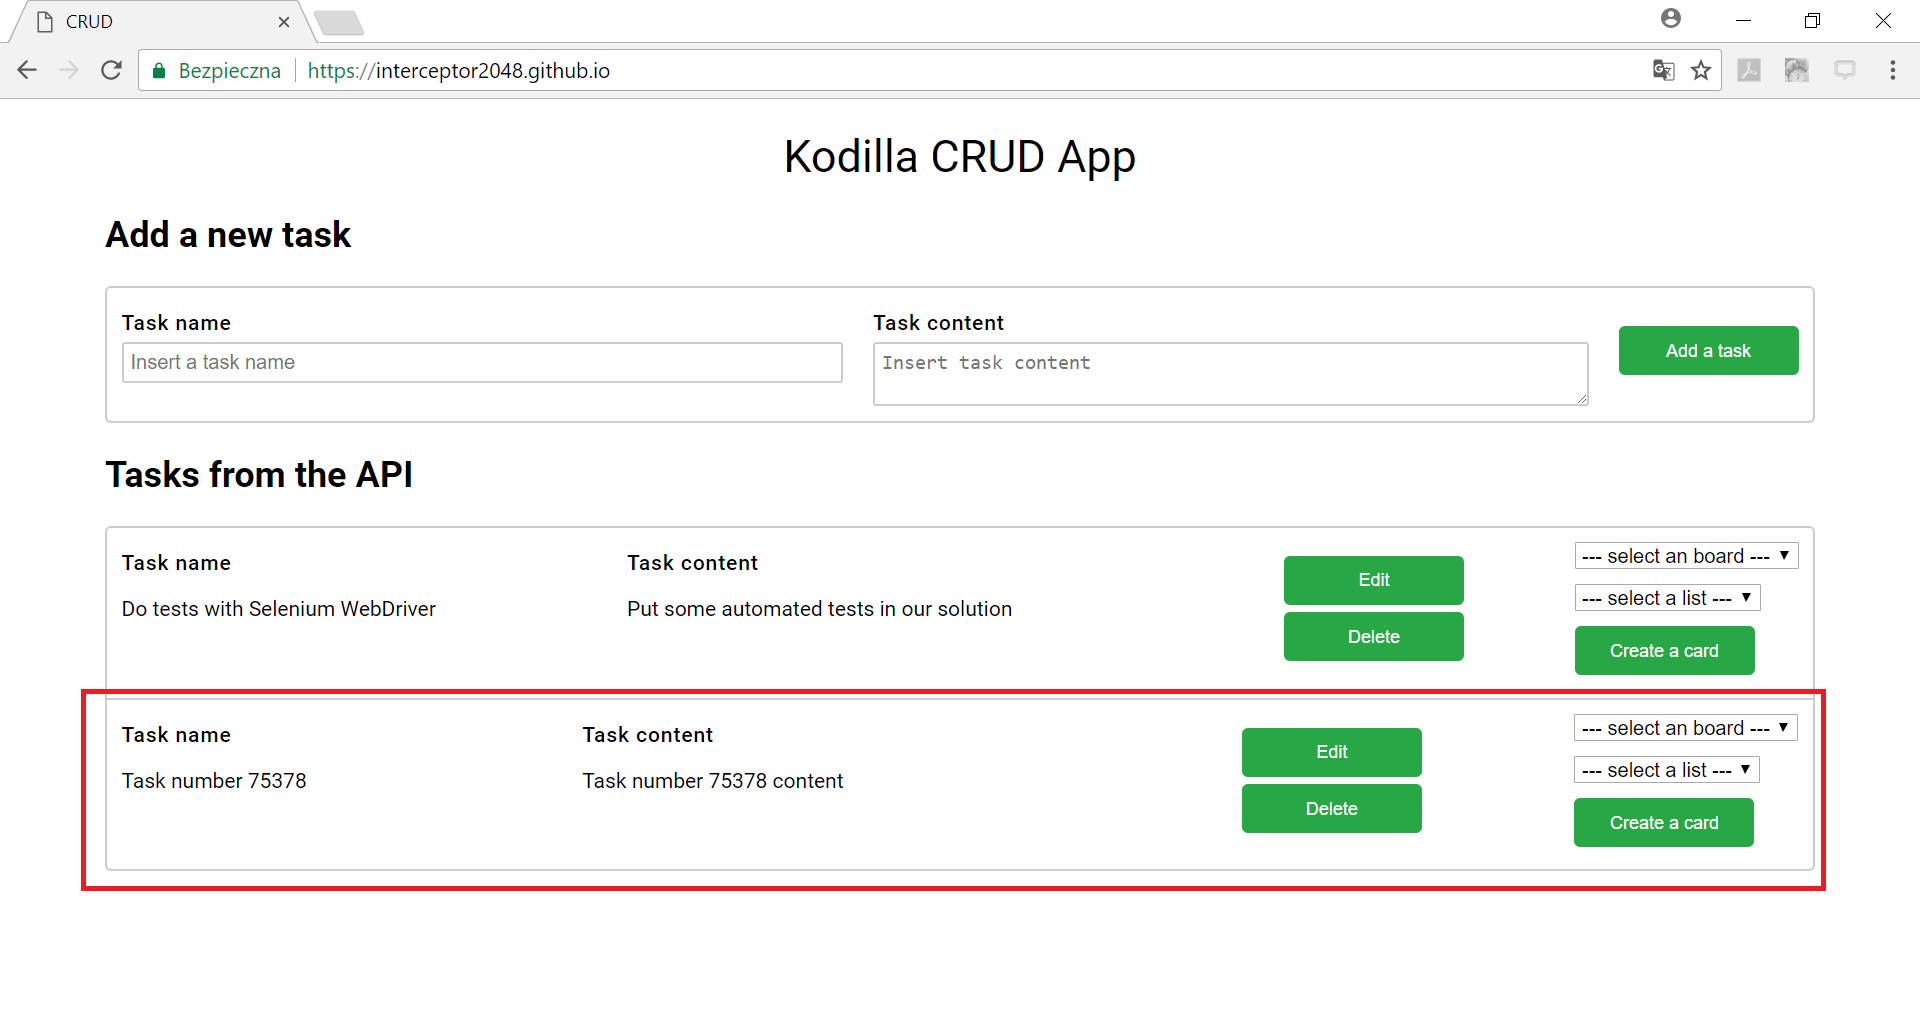 CRUD
Bezpieczna https://interceptor2048.github.io
Kodilla CRUD App
Add a new task
Task name Task content
Insert a task name Insert task content Add a task
Tasks from the API
Task name Task content
Do tests with Selenium WebDriver Put some automated tests in our solution
Edit
Delete
--- select an board ---
--- select a list ---
Create a card
Task name Task content
Task number 75378 Task number 75378 content
Edit
Delete
--- select an board ---
--- select a list ---
Create a card